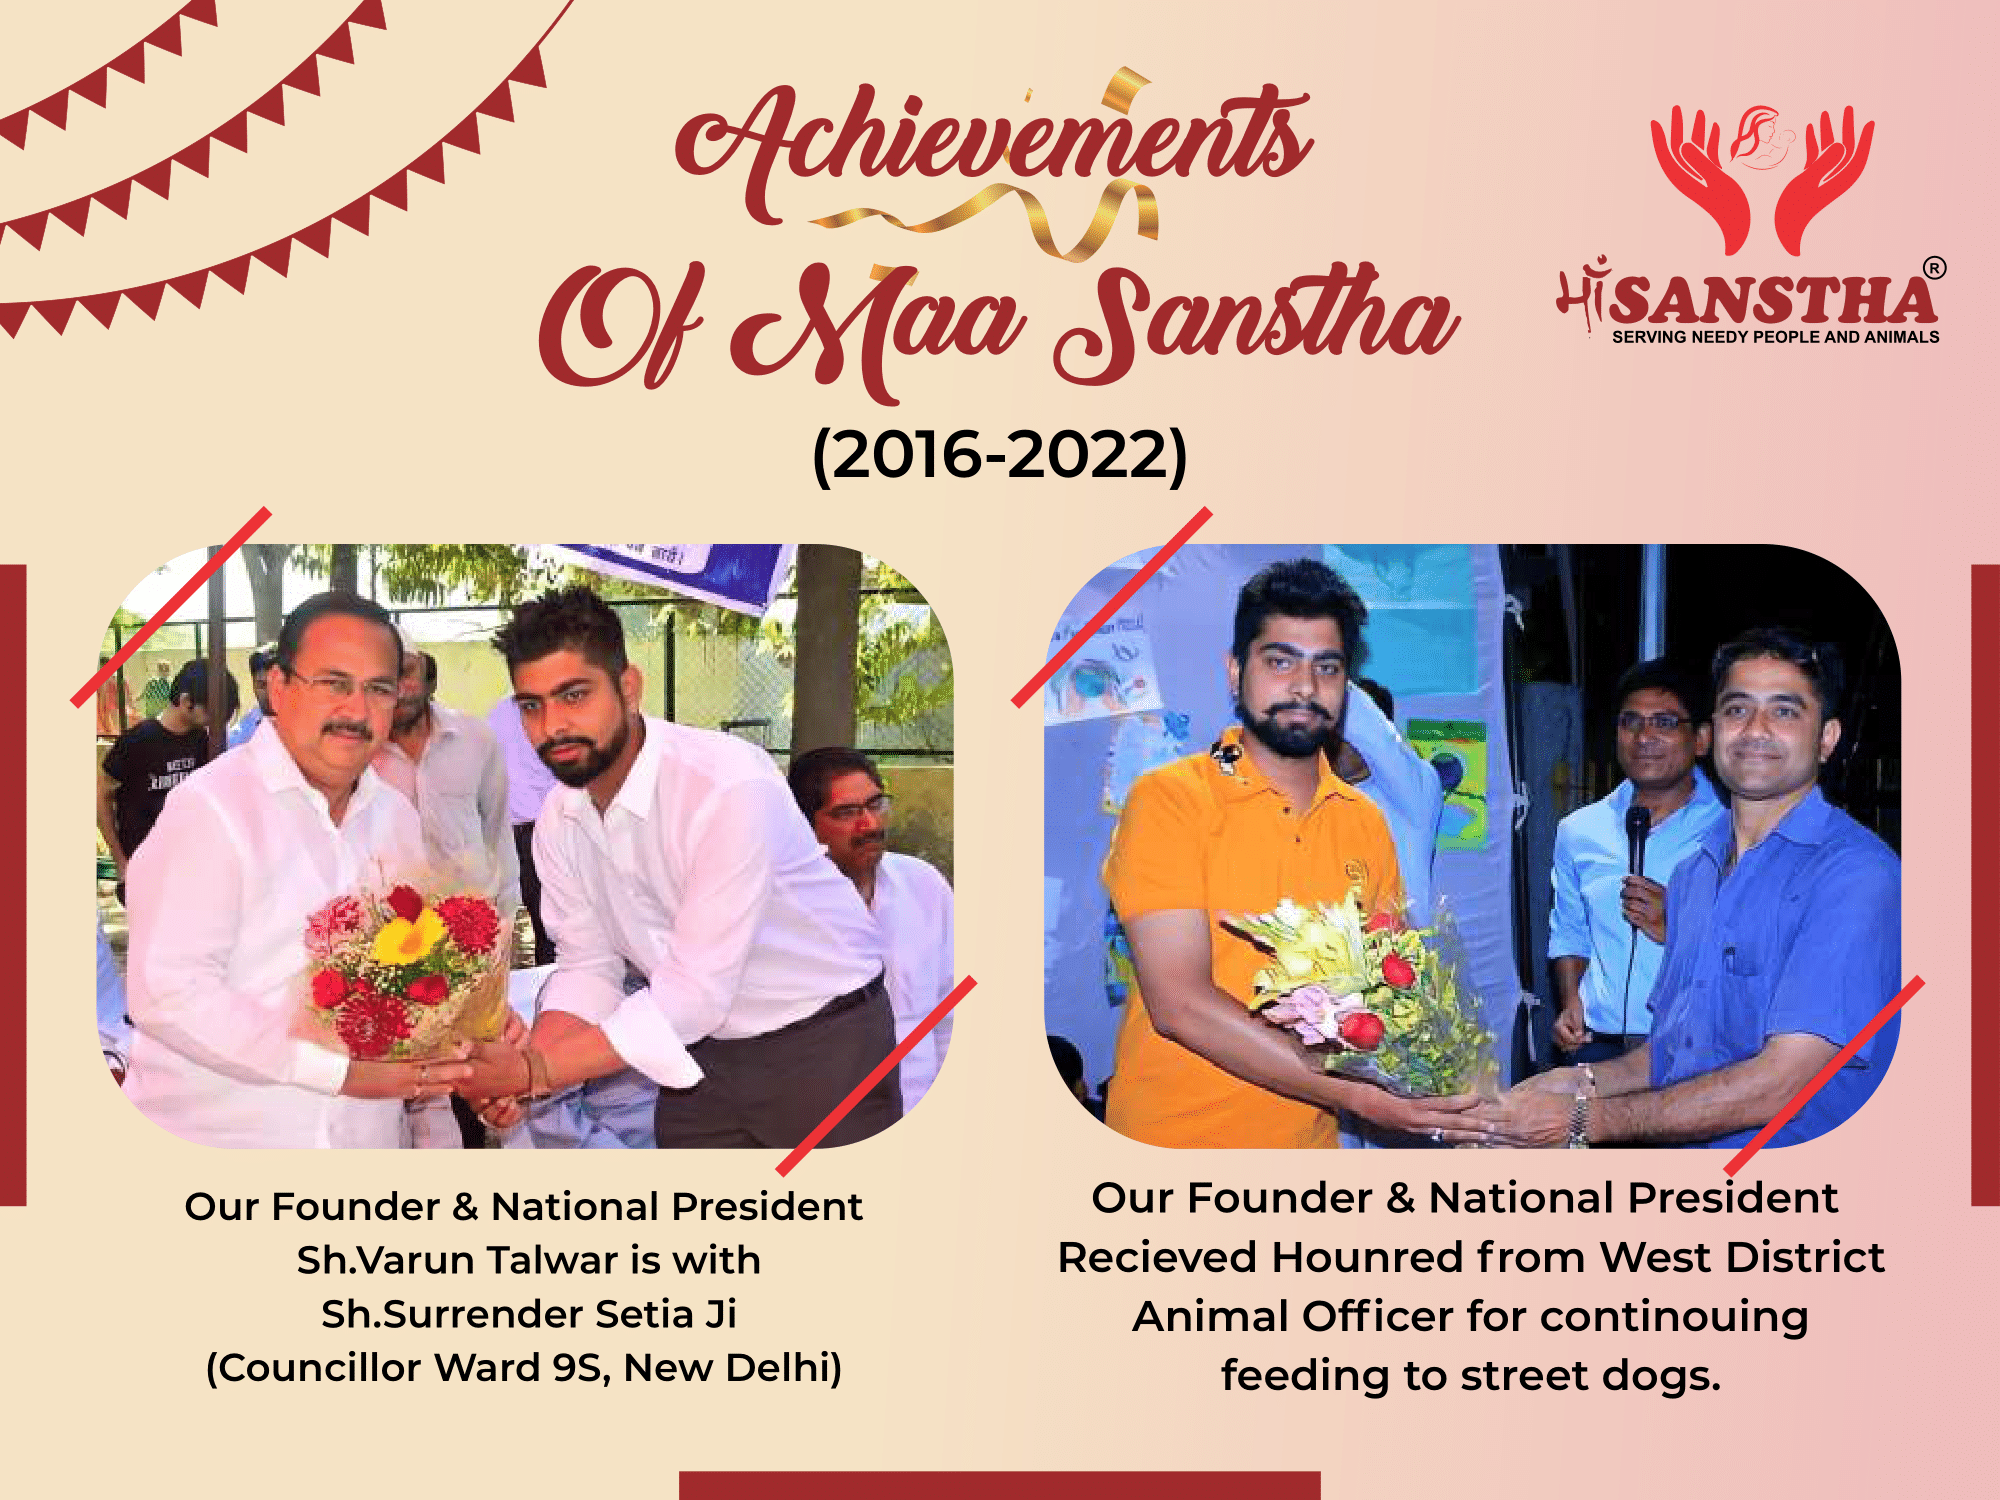 Achievements
Of Maa Sanstha
(2016-2022)
माँ SANSTHA®
SERVING NEEDY PEOPLE AND ANIMALS
Our Founder & National President
Sh.Varun Talwar is with
Sh.Surrender Setia Ji
(Councillor Ward 9S, New Delhi)
Our Founder & National President
Recieved Hounred from West District
Animal Officer for continouing
feeding to street dogs.